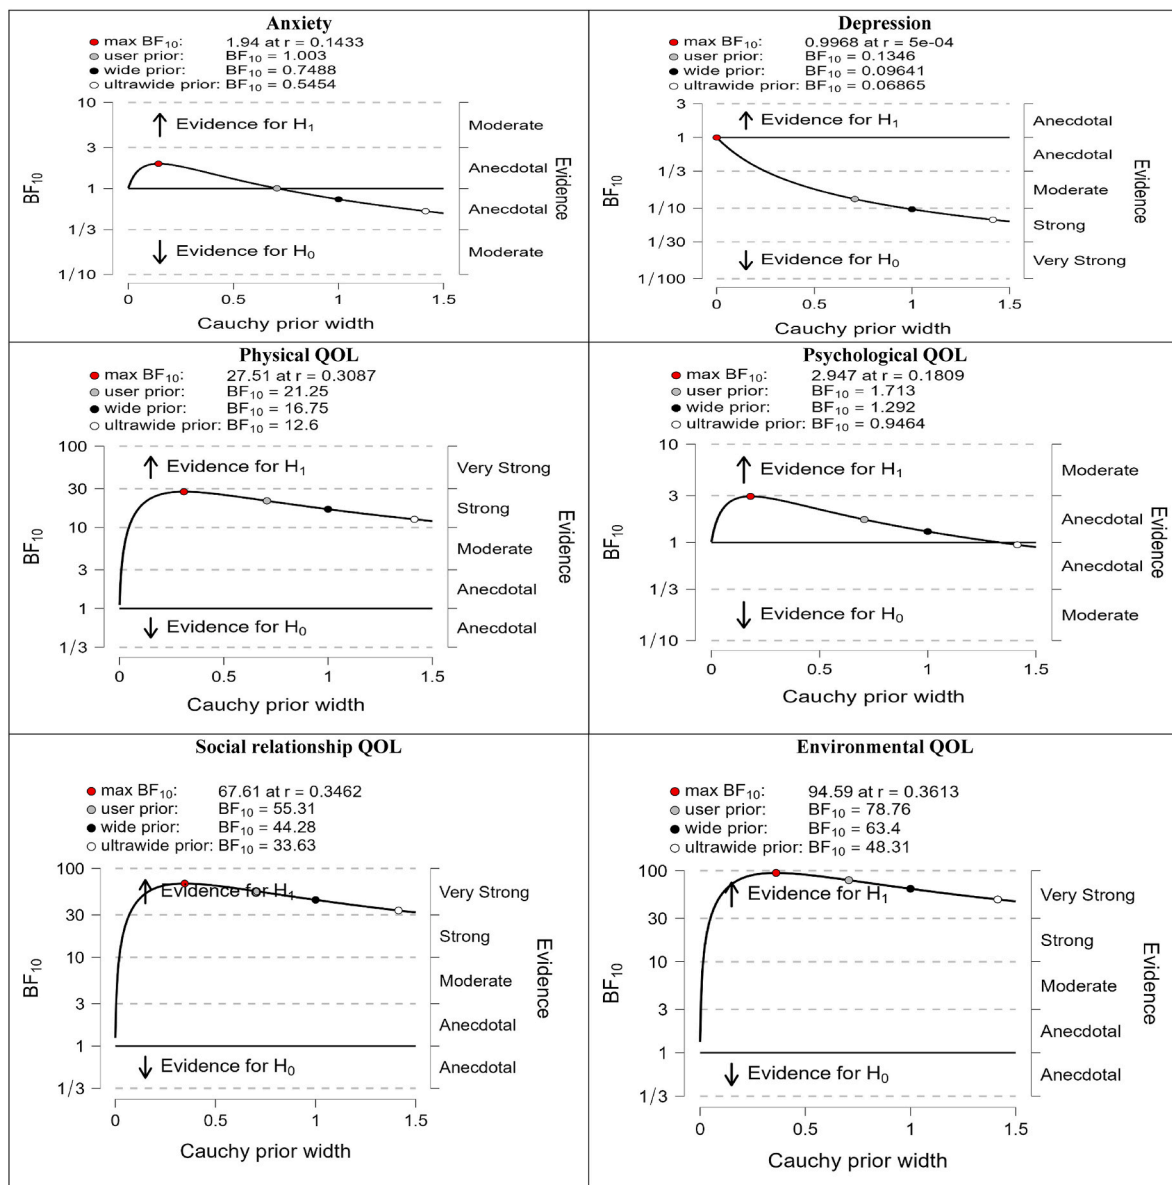 Anxiety
max BF10: 1.94 at r = 0.1433
user prior: BF10 = 1.003
wide prior: BF10 = 0.7488
ultrawide prior: BF10 = 0.5454
10
Evidence for H1
Moderate
3
Anecdotal
1
Anecdotal
1/3
Evidence for H0
Moderate
1/10
BF10
Evidence
0 0.5 1 1.5
Cauchy prior width
Depression
max BF10: 0.9968 at r = 5e-04
user prior: BF10 = 0.1346
wide prior: BF10 = 0.09641
ultrawide prior: BF10 = 0.06865
3
Evidence for H1
Anecdotal
1
Anecdotal
1/3
Moderate
1/10
Strong
1/30
Evidence for H0
Very Strong
1/100
BF10
Evidence
0 0.5 1 1.5
Cauchy prior width
Physical QOL
max BF10: 27.51 at r = 0.3087
user prior: BF10 = 21.25
wide prior: BF10 = 16.75
ultrawide prior: BF10 = 12.6
100
Evidence for H1
Very Strong
30
Strong
10
Moderate
3
Anecdotal
1
Evidence for H0
Anecdotal
1/3
BF10
Evidence
0 0.5 1 1.5
Cauchy prior width
Psychological QOL
max BF10: 2.947 at r = 0.1809
user prior: BF10 = 1.713
wide prior: BF10 = 1.292
ultrawide prior: BF10 = 0.9464
10
Evidence for H1
Moderate
3
Anecdotal
1
Anecdotal
1/3
Evidence for H0
Moderate
1/10
BF10
Evidence
0 0.5 1 1.5
Cauchy prior width
Social relationship QOL
max BF10: 67.61 at r = 0.3462
user prior: BF10 = 55.31
wide prior: BF10 = 44.28
ultrawide prior: BF10 = 33.63
100
Evidence for H1
Very Strong
30
Strong
10
Moderate
3
Anecdotal
1
Evidence for H0
Anecdotal
1/3
BF10
Evidence
0 0.5 1 1.5
Cauchy prior width
Environmental QOL
max BF10: 94.59 at r = 0.3613
user prior: BF10 = 78.76
wide prior: BF10 = 63.4
ultrawide prior: BF10 = 48.31
100
Evidence for H1
Very Strong
30
Strong
10
Moderate
3
Anecdotal
1
Evidence for H0
Anecdotal
1/3
BF10
Evidence
0 0.5 1 1.5
Cauchy prior width